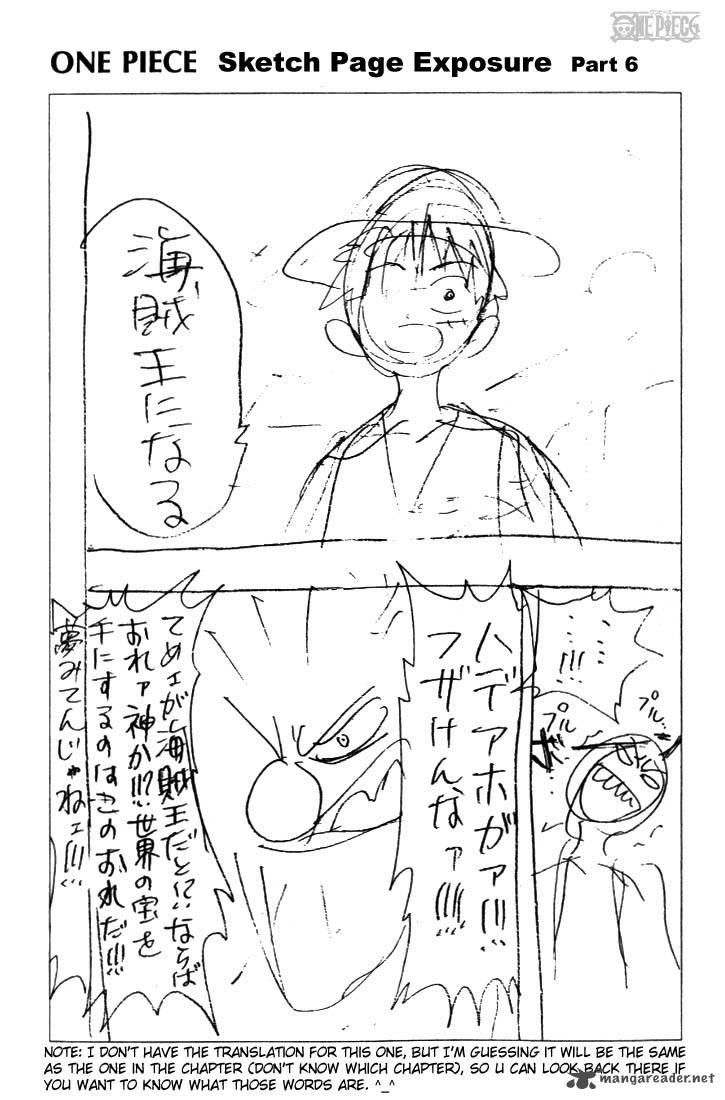 ワンピース
ONE PIECE
ONE PIECE Sketch Page Exposure Part 6
海賊
王になる
……!!!
プル…
プル…
ハデアホがァ!!!
フザけんなァ!!!!
てめェが海賊王だと!?ならば
おれァ神か!!?世界の宝を
手にするのはこのおれだ!!!
夢みてんじゃねェ!!!!
NOTE: I DON'T HAVE THE TRANSLATION FOR THIS ONE, BUT I'M GUESSING IT WILL BE THE SAME
AS THE ONE IN THE CHAPTER (DON'T KNOW WHICH CHAPTER), SO U CAN LOOK BACK THERE IF
YOU WANT TO KNOW WHAT THOSE WORDS ARE. ^_^
mangareader.net